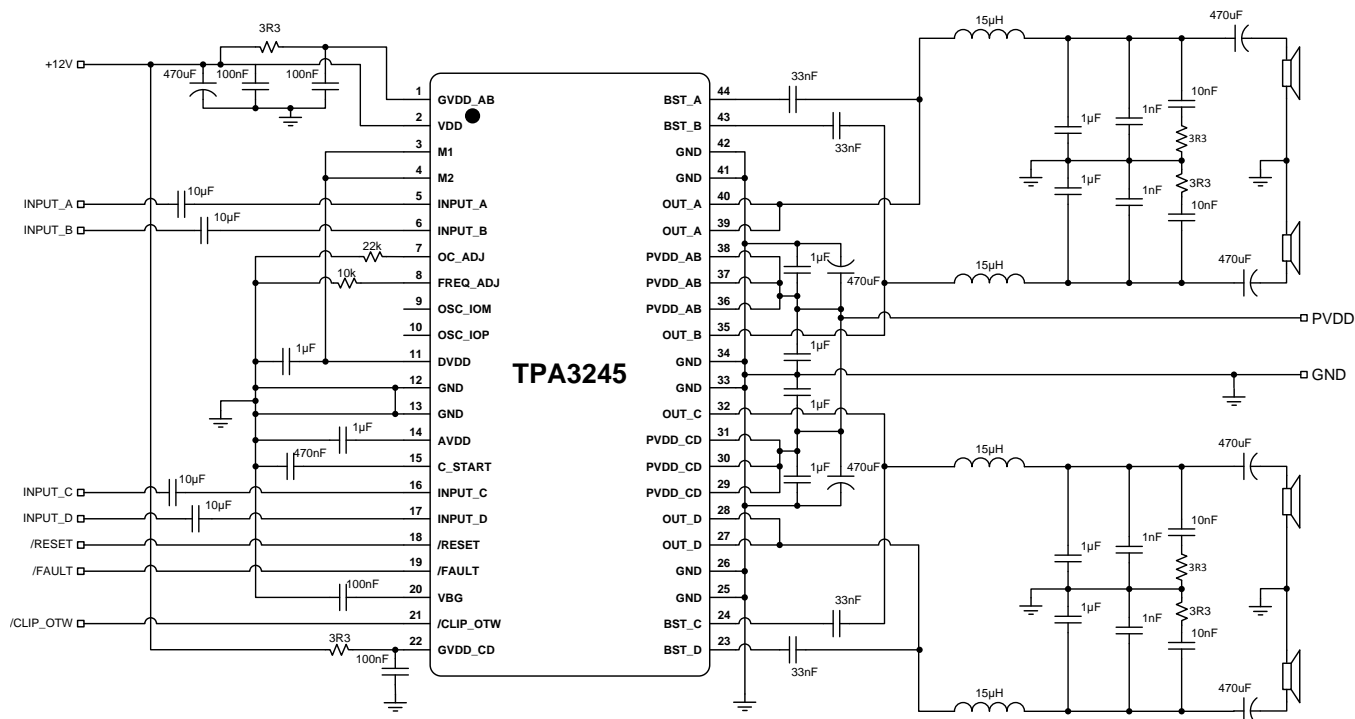 3R3
15µH
470uF
+12V
470uF
100nF
100nF
33nF
1
GVDD_AB
BST_A
44
10nF
2
VDD
BST_B
43
1µF
1nF
3R3
33nF
3
M1
GND
42
4
M2
GND
41
10µF
1µF
1nF
3R3
INPUT_A
5
INPUT_A
OUT_A
40
10nF
10µF
INPUT_B
6
INPUT_B
OUT_A
39
22k
7
OC_ADJ
PVDD_AB
38
1µF
15µH
470uF
10k
8
FREQ_ADJ
PVDD_AB
37
470uF
9
OSC_IOM
PVDD_AB
36
PVDD
10
OSC_IOP
OUT_B
35
1µF
1µF
11
DVDD
GND
34
TPA3245
GND
12
GND
GND
33
1µF
13
GND
OUT_C
32
1µF
14
AVDD
PVDD_CD
31
15µH
470uF
470nF
15
C_START
PVDD_CD
30
1µF
470uF
10µF
INPUT_C
16
INPUT_C
PVDD_CD
29
10µF
INPUT_D
17
INPUT_D
OUT_D
28
10nF
/RESET
18
/RESET
OUT_D
27
1µF
1nF
3R3
/FAULT
19
/FAULT
GND
26
100nF
20
VBG
GND
25
33nF
1µF
1nF
3R3
/CLIP_OTW
21
/CLIP_OTW
BST_C
24
10nF
3R3
100nF
22
GVDD_CD
BST_D
23
33nF
15µH
470uF